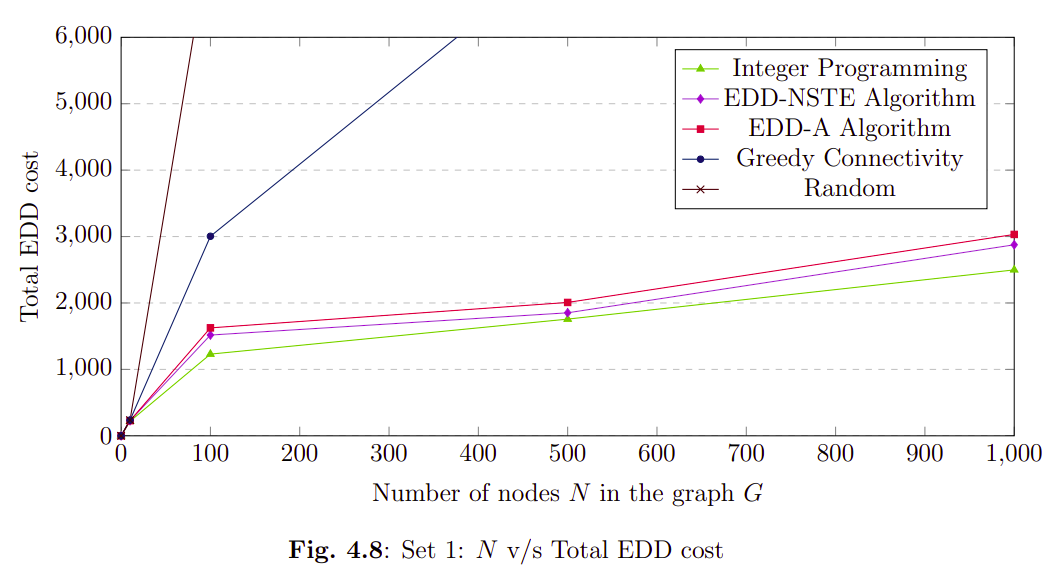 6,000
5,000
4,000
3,000
2,000
1,000
0
Total EDD cost
Integer Programming
EDD-NSTE Algorithm
EDD-A Algorithm
Greedy Connectivity
Random
0 100 200 300 400 500 600 700 800 900 1,000
Number of nodes N in the graph G
Fig. 4.8: Set 1: N v/s Total EDD cost